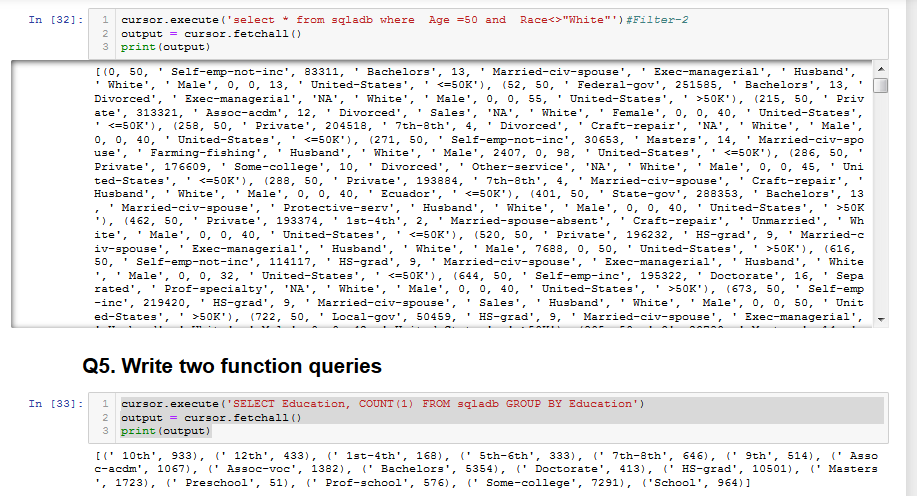 In [32]: 1 cursor.execute('select * from sqladb where  Age =50 and  Race<>"White"')#Filter-2
2 output = cursor.fetchall()
3 print(output)
[(0, 50, ' Self-emp-not-inc', 83311, ' Bachelors', 13, ' Married-civ-spouse', ' Exec-managerial', ' Husband',
' White', ' Male', 0, 0, 13, ' United-States', ' <=50K'), (52, 50, ' Federal-gov', 251585, ' Bachelors', 13, '
Divorced', ' Exec-managerial', 'NA', ' White', ' Male', 0, 0, 55, ' United-States', ' >50K'), (215, 50, ' Priv
ate', 313321, ' Assoc-acdm', 12, ' Divorced', ' Sales', 'NA', ' White', ' Female', 0, 0, 40, ' United-States',
' <=50K'), (258, 50, ' Private', 204518, ' 7th-8th', 4, ' Divorced', ' Craft-repair', 'NA', ' White', ' Male',
0, 0, 40, ' United-States', ' <=50K'), (271, 50, ' Self-emp-not-inc', 30653, ' Masters', 14, ' Married-civ-spo
use', ' Farming-fishing', ' Husband', ' White', ' Male', 2407, 0, 98, ' United-States', ' <=50K'), (286, 50, '
Private', 176609, ' Some-college', 10, ' Divorced', ' Other-service', 'NA', ' White', ' Male', 0, 0, 45, ' Uni
ted-States', ' <=50K'), (288, 50, ' Private', 193884, ' 7th-8th', 4, ' Married-civ-spouse', ' Craft-repair', '
Husband', ' White', ' Male', 0, 0, 40, ' Ecuador', ' <=50K'), (401, 50, ' State-gov', 288353, ' Bachelors', 13
, ' Married-civ-spouse', ' Protective-serv', ' Husband', ' White', ' Male', 0, 0, 40, ' United-States', ' >50K
'), (462, 50, ' Private', 193374, ' 1st-4th', 2, ' Married-spouse-absent', ' Craft-repair', ' Unmarried', ' Wh
ite', ' Male', 0, 0, 40, ' United-States', ' <=50K'), (520, 50, ' Private', 196232, ' HS-grad', 9, ' Married-c
iv-spouse', ' Exec-managerial', ' Husband', ' White', ' Male', 7688, 0, 50, ' United-States', ' >50K'), (616,
50, ' Self-emp-not-inc', 114117, ' HS-grad', 9, ' Married-civ-spouse', ' Exec-managerial', ' Husband', ' White
', ' Male', 0, 0, 32, ' United-States', ' <=50K'), (644, 50, ' Self-emp-inc', 195322, ' Doctorate', 16, ' Sepa
rated', ' Prof-specialty', 'NA', ' White', ' Male', 0, 0, 40, ' United-States', ' >50K'), (673, 50, ' Self-emp
-inc', 219420, ' HS-grad', 9, ' Married-civ-spouse', ' Sales', ' Husband', ' White', ' Male', 0, 0, 50, ' Unit
ed-States', ' >50K'), (722, 50, ' Local-gov', 50459, ' HS-grad', 9, ' Married-civ-spouse', ' Exec-managerial',
Q5. Write two function queries
In [33]: 1 cursor.execute('SELECT Education, COUNT(1) FROM sqladb GROUP BY Education')
2 output = cursor.fetchall()
3 print(output)
[(' 10th', 933), (' 12th', 433), (' 1st-4th', 168), (' 5th-6th', 333), (' 7th-8th', 646), (' 9th', 514), (' Asso
c-acdm', 1067), (' Assoc-voc', 1382), (' Bachelors', 5354), (' Doctorate', 413), (' HS-grad', 10501), (' Masters
', 1723), (' Preschool', 51), (' Prof-school', 576), (' Some-college', 7291), ('School', 964)]